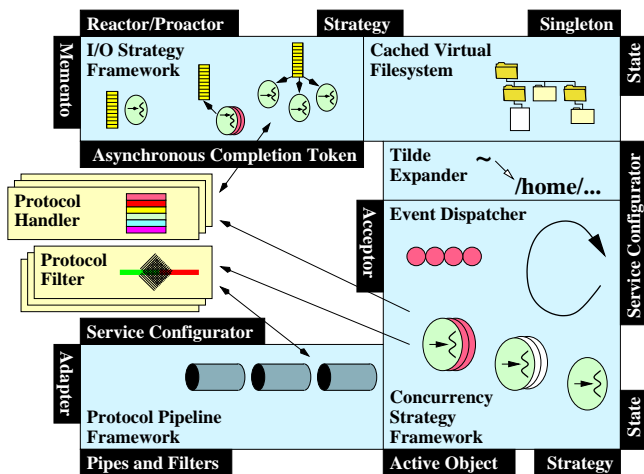 Reactor/Proactor
Strategy
Singleton
Memento
I/O Strategy
Framework
Cached Virtual
Filesystem
State
Asynchronous Completion Token
Tilde
Expander
~
/home/...
Service Configurator
Protocol
Handler
Acceptor
Event Dispatcher
Protocol
Filter
Service Configurator
Adapter
Protocol Pipeline
Framework
Concurrency
Strategy
Framework
State
Pipes and Filters
Active Object
Strategy